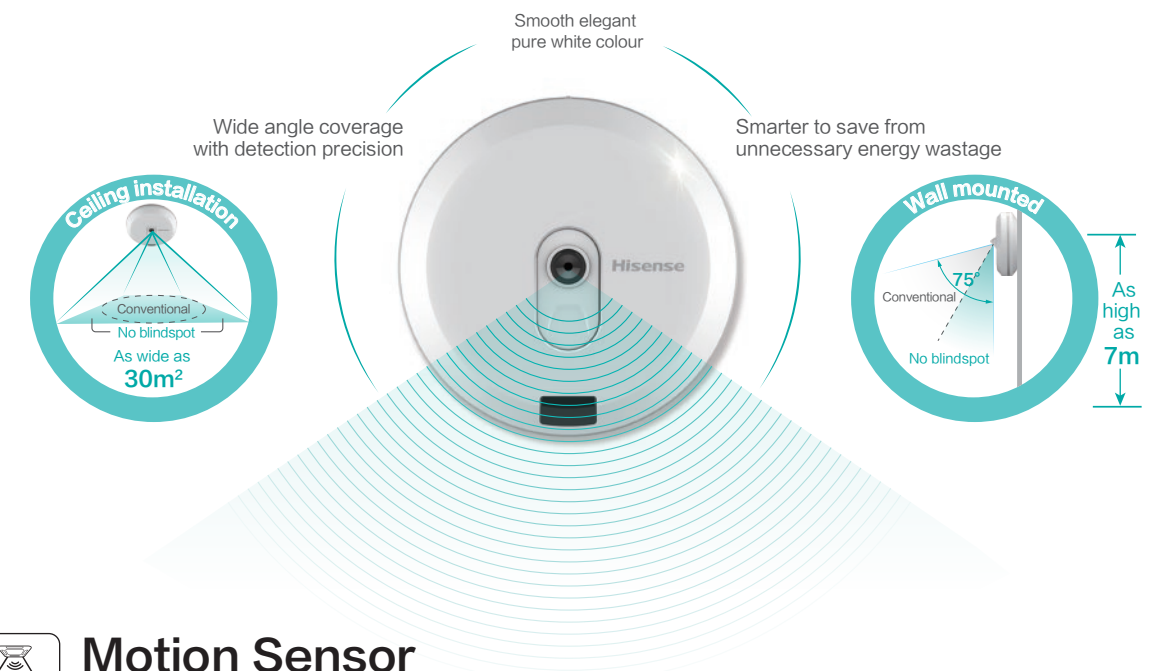 Smooth elegant
pure white colour
Wide angle coverage
with detection precision
Smarter to save from
unnecessary energy wastage
Ceiling installation
Conventional
No blindspot
As wide as
30m²
Hisense
Wall mounted
75°
Conventional
No blindspot
As
high
as
7m
Motion Sensor